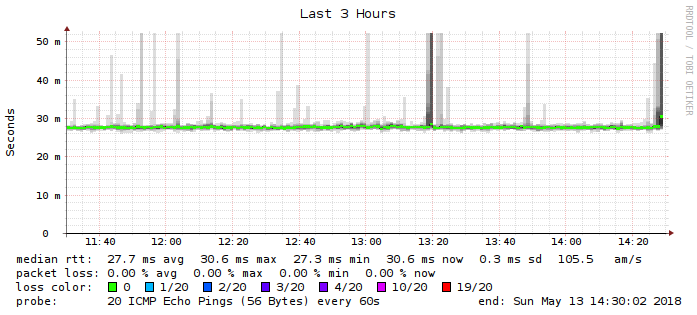 Last 3 Hours
RRDTOOL / TOBI OETIKER
Seconds
50 m
40 m
30 m
20 m
10 m
0
11:40 12:00 12:20 12:40 13:00 13:20 13:40 14:00 14:20
median rtt: 27.7 ms avg 30.6 ms max 27.3 ms min 30.6 ms now 0.3 ms sd 105.5 am/s
packet loss: 0.00 % avg 0.00 % max 0.00 % min 0.00 % now
loss color: 0 1/20 2/20 3/20 4/20 10/20 19/20
probe: 20 ICMP Echo Pings (56 Bytes) every 60s end: Sun May 13 14:30:02 2018